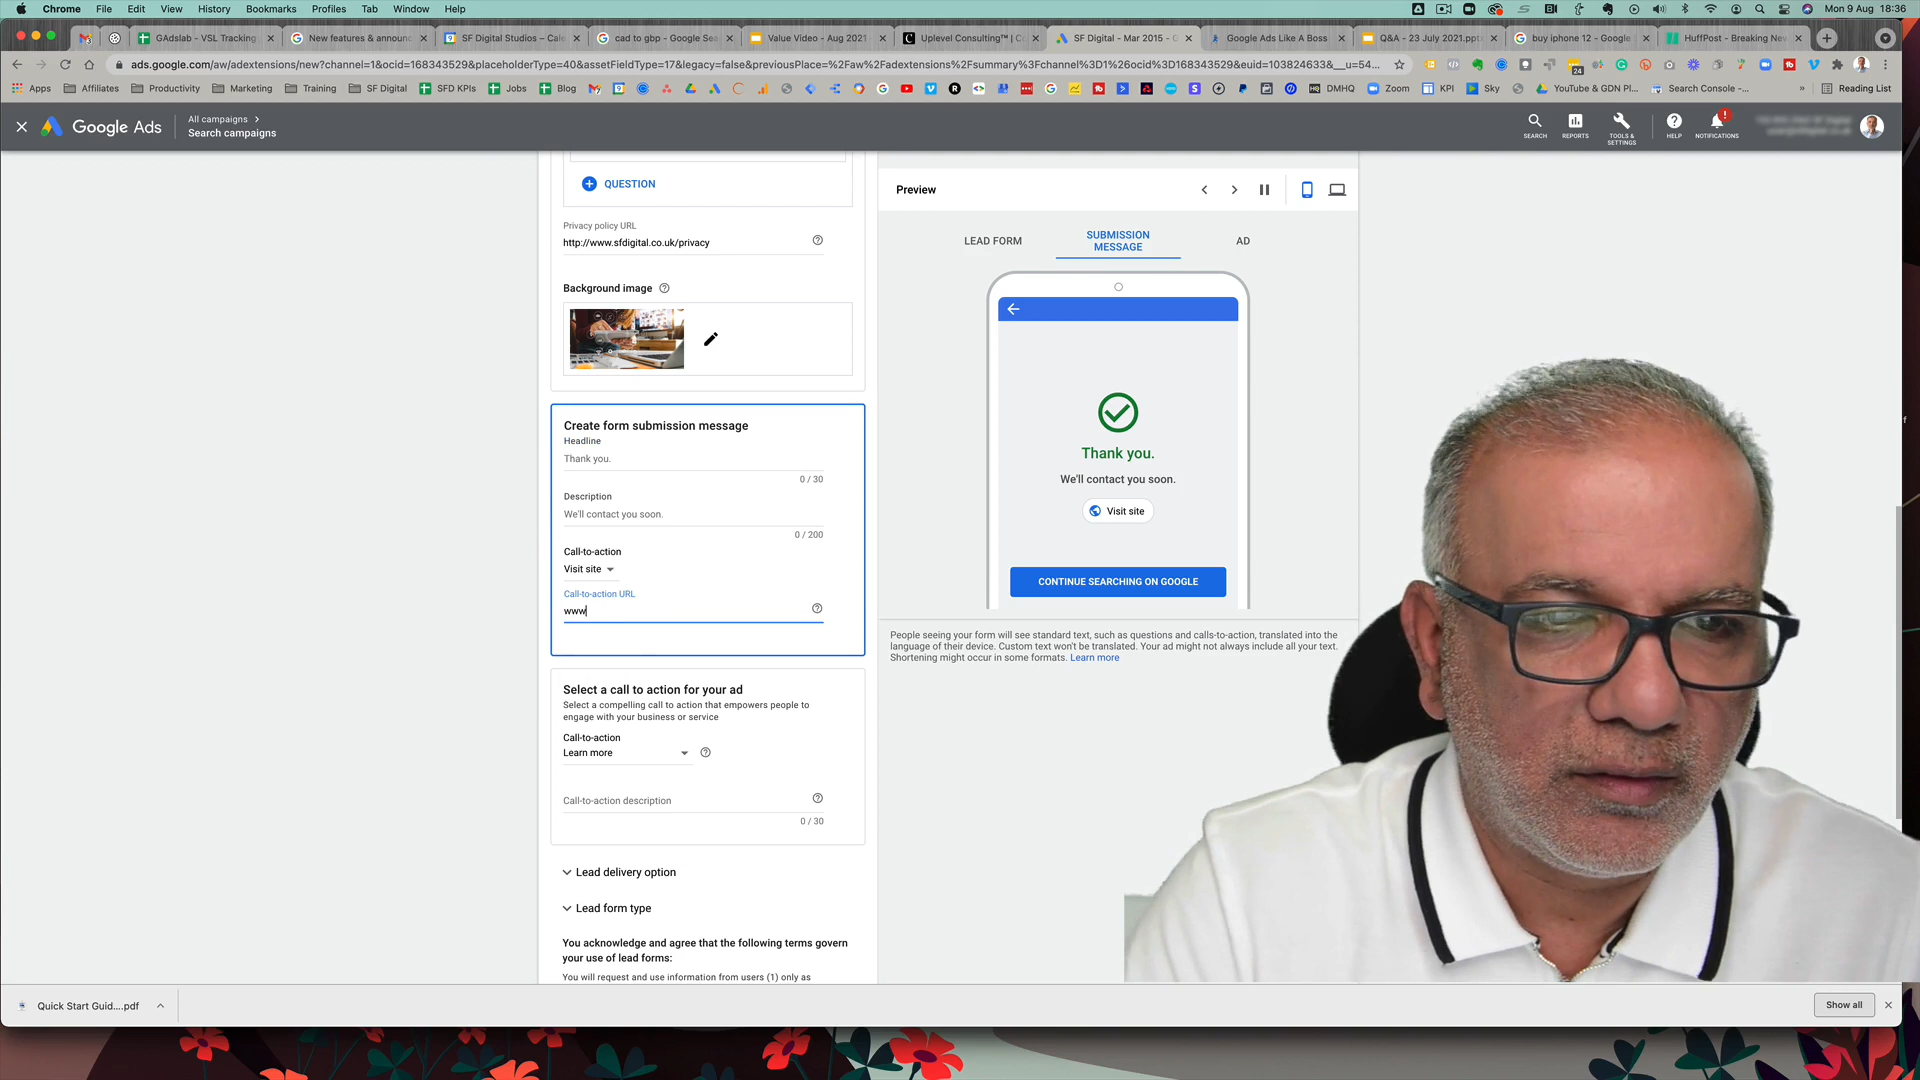 Chrome File Edit View History Bookmarks Profiles Tab Window Help
Mon 9 Aug 18:36
GAdslab - VSL Tracking
New features & announc
SF Digital Studios – Cale
cad to gbp - Google Sea
Value Video - Aug 2021
Uplevel Consulting™ | Co
SF Digital - Mar 2015 - G
Google Ads Like A Boss
Q&A - 23 July 2021.pptx
buy iphone 12 - Google
HuffPost - Breaking New
ads.google.com/aw/adextensions/new?channel=1&ocid=168343529&placeholderType=40&assetFieldType=17&legacy=false&previousPlace=%2Faw%2Fadextensions%2Fsummary%3Fchannel%3D1%26ocid%3D168343529&euid=103824633&__u=54...
24
Apps Affiliates Productivity Marketing Training SF Digital SFD KPIs Jobs Blog
HQ DMHQ Zoom KPI Sky YouTube & GDN Pl... Search Console -... » Reading List
Google Ads
All campaigns
Search campaigns
SEARCH
REPORTS
TOOLS &
SETTINGS
HELP
NOTIFICATIONS
QUESTION
Privacy policy URL
http://www.sfdigital.co.uk/privacy
Background image
Create form submission message
Headline
Thank you.
0 / 30
Description
We'll contact you soon.
0 / 200
Call-to-action
Visit site
Call-to-action URL
www
Select a call to action for your ad
Select a compelling call to action that empowers people to
engage with your business or service
Call-to-action
Learn more
Call-to-action description
0 / 30
Lead delivery option
Lead form type
You acknowledge and agree that the following terms govern
your use of lead forms:
You will request and use information from users (1) only as
Preview
LEAD FORM
SUBMISSION
MESSAGE
AD
Thank you.
We'll contact you soon.
Visit site
CONTINUE SEARCHING ON GOOGLE
People seeing your form will see standard text, such as questions and calls-to-action, translated into the
language of their device. Custom text won't be translated. Your ad might not always include all your text.
Shortening might occur in some formats. Learn more
Quick Start Guid....pdf
Show all